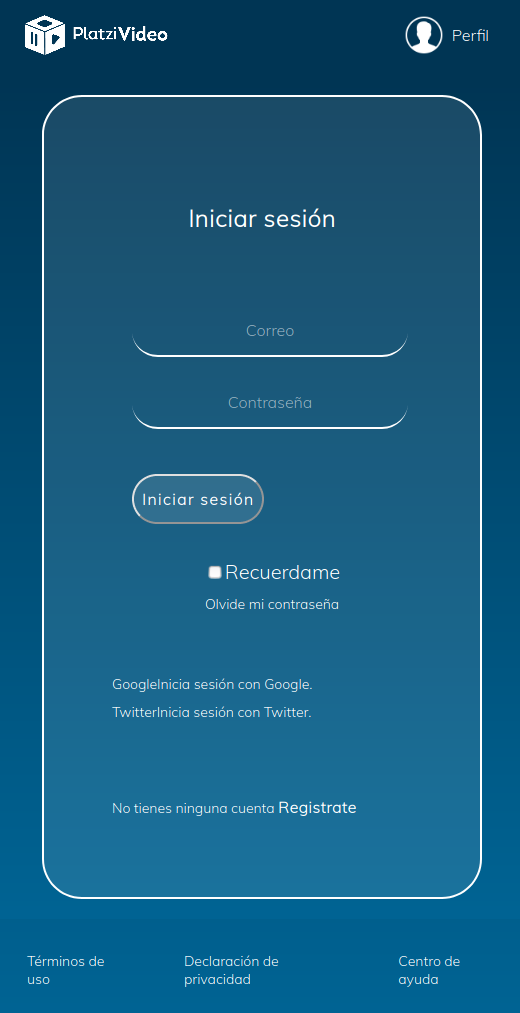 PlatziVideo
Perfil
Iniciar sesión
Correo
Contraseña
Iniciar sesión
Recuerdame
Olvide mi contraseña
GoogleInicia sesión con Google.
TwitterInicia sesión con Twitter.
No tienes ninguna cuenta Registrate
Términos de
uso
Declaración de
privacidad
Centro de
ayuda